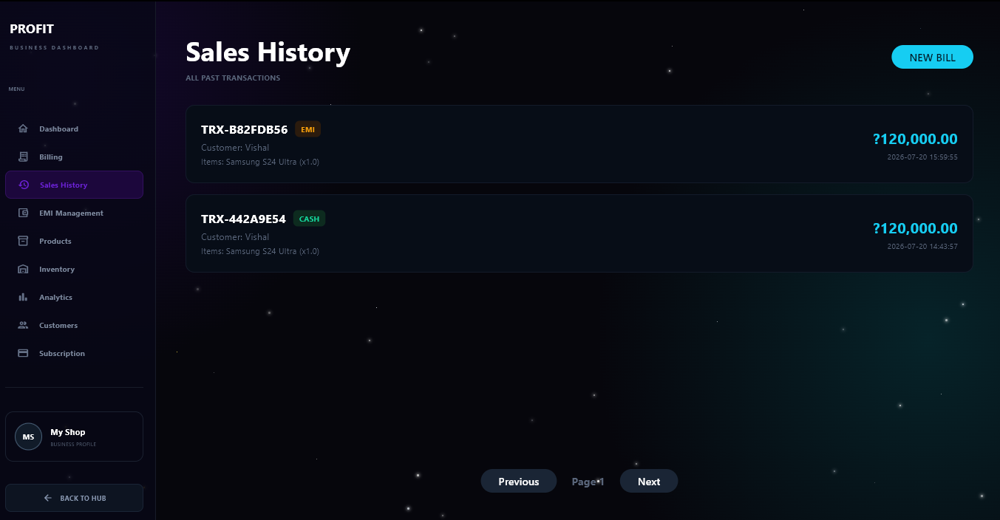 PROFIT
BUSINESS DASHBOARD
MENU
Dashboard
Billing
Sales History
EMI Management
Products
Inventory
Analytics
Customers
Subscription
MS
My Shop
BUSINESS PROFILE
BACK TO HUB
Sales History
ALL PAST TRANSACTIONS
NEW BILL
TRX-B82FDB56 EMI
Customer: Vishal
Items: Samsung S24 Ultra (x1.0)
?120,000.00
2026-07-20 15:59:55
TRX-442A9E54 CASH
Customer: Vishal
Items: Samsung S24 Ultra (x1.0)
?120,000.00
2026-07-20 14:43:57
Previous Page 1 Next